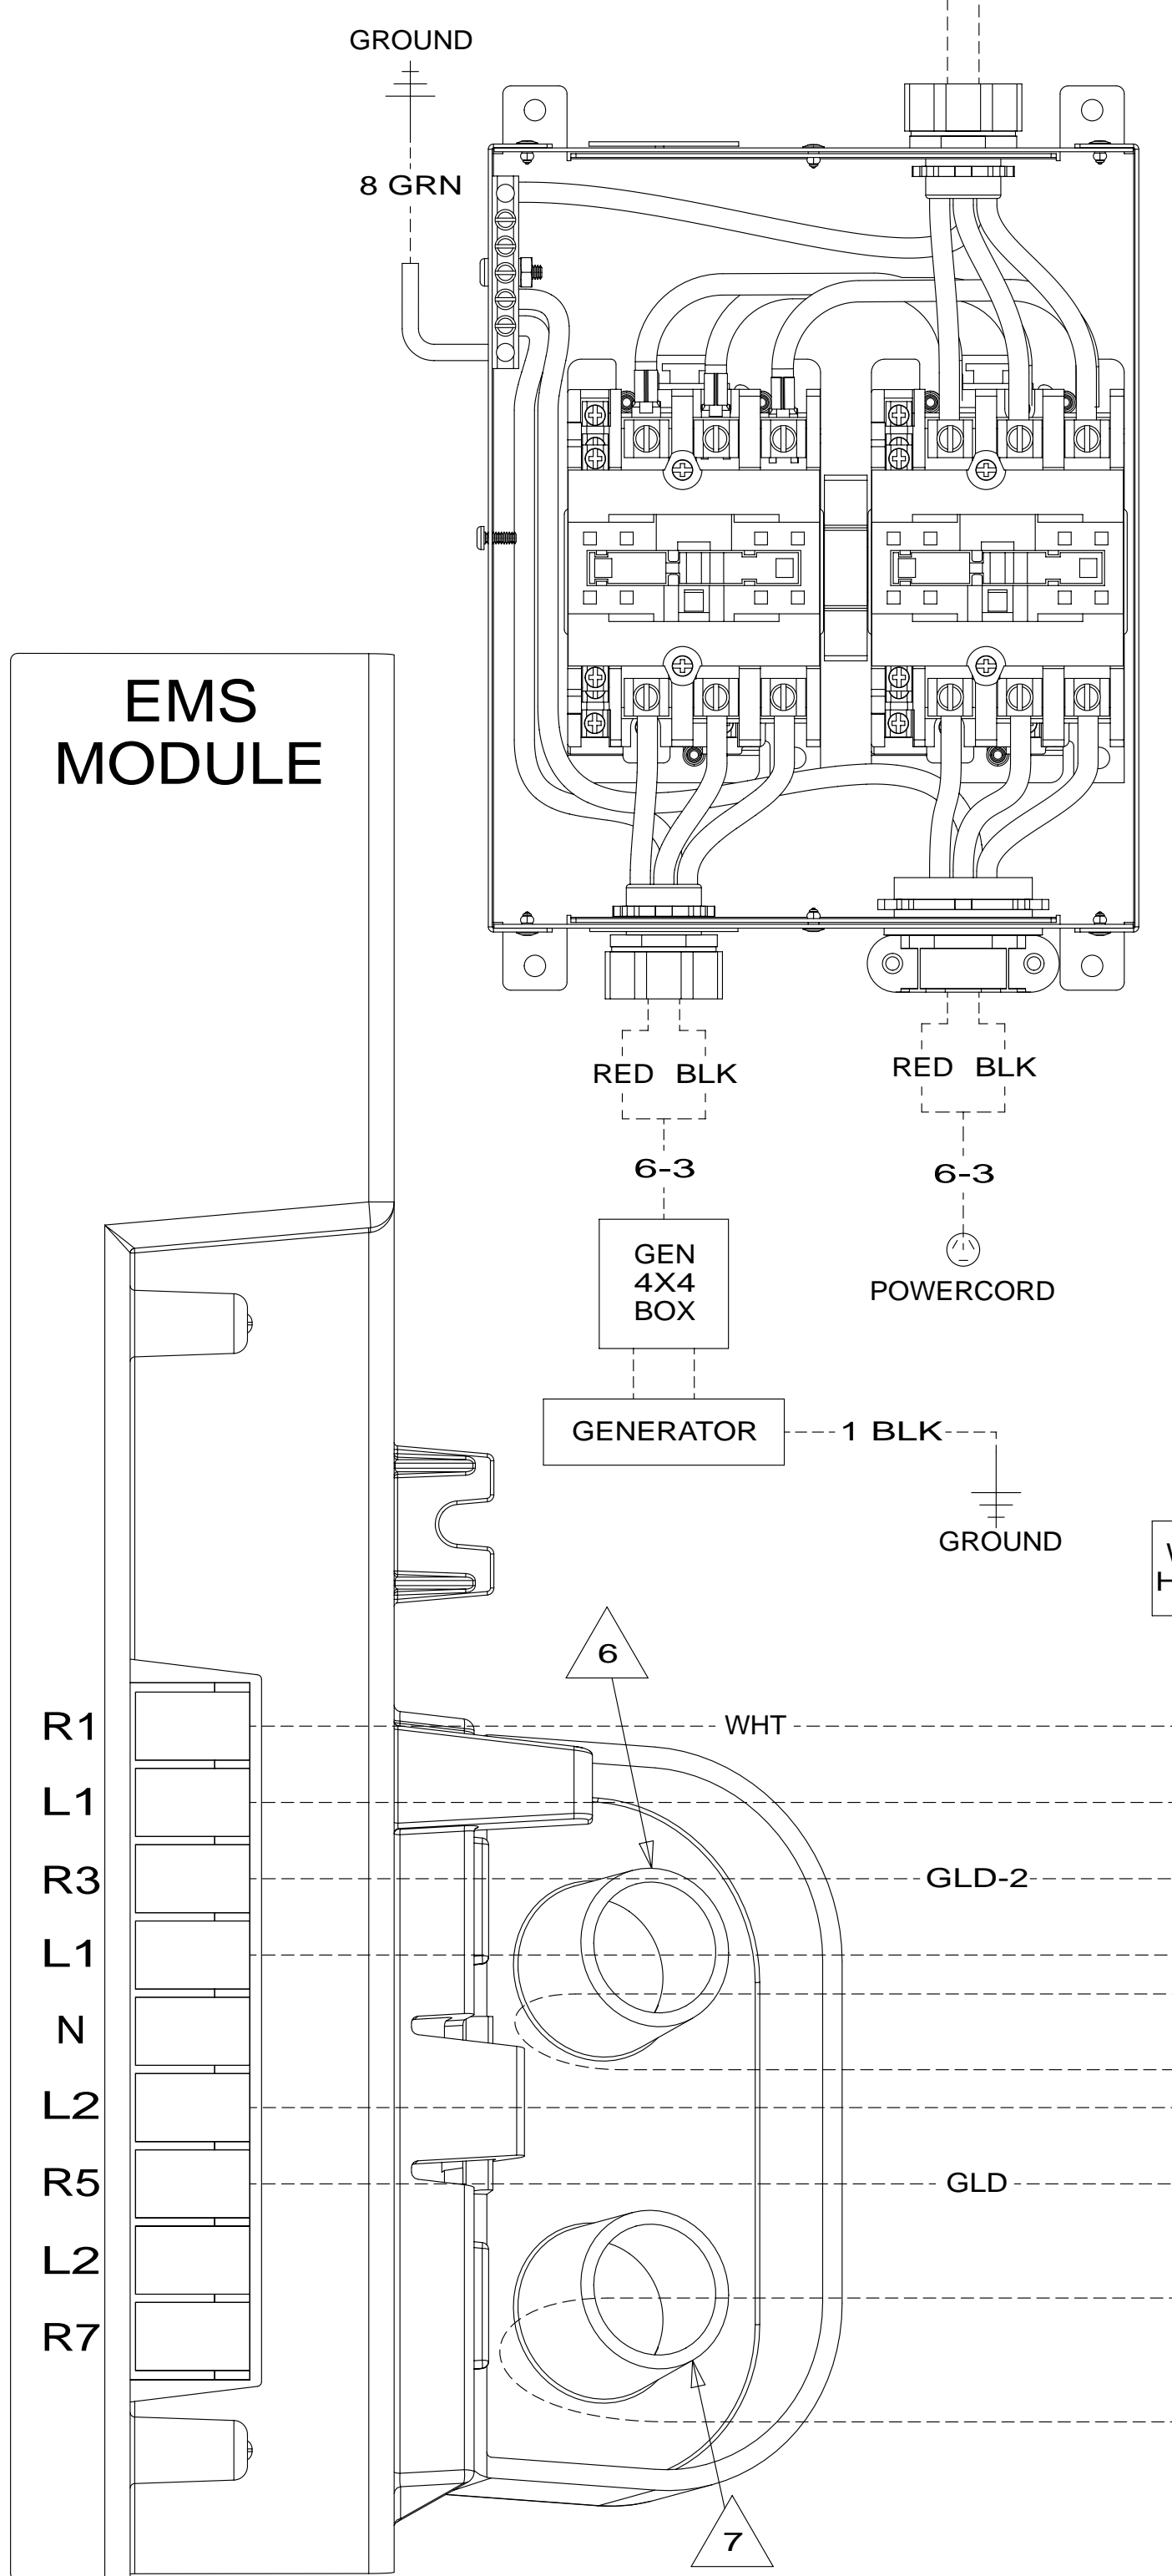 GROUND
8 GRN
EMS
MODULE
RED BLK
RED BLK
6-3
6-3
GEN
4X4
BOX
POWERCORD
GENERATOR
1 BLK
GROUND
6
R1
WHT
L1
R3
GLD-2
L1
N
L2
R5
GLD
L2
R7
7